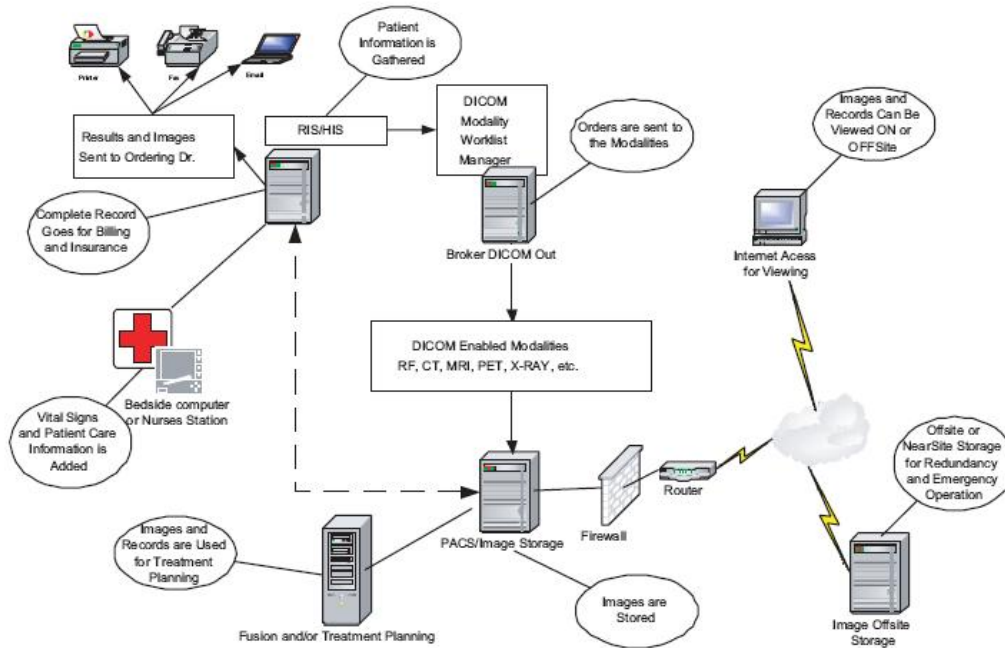 Printer
Fax
Email
Patient
Information is
Gathered
Results and Images
Sent to Ordering Dr.
RIS/HIS
DICOM
Modality
Worklist
Manager
Orders are sent to
the Modalities
Images and
Records Can be
Viewed ON or
OFFSite
Complete Record
Goes for Billing
and Insurance
Broker DICOM Out
Internet Acess
for Viewing
DICOM Enabled Modalities
RF, CT, MRI, PET, X-RAY, etc.
Bedside computer
or Nurses Station
Vital Signs
and Patient Care
Information is
Added
Offsite or
NearSite Storage
for Redundancy
and Emergency
Operation
Router
Firewall
PACS/Image Storage
Images and
Records are Used
for Treatment
Planning
Fusion and/or Treatment Planning
Images are
Stored
Image Offsite
Storage